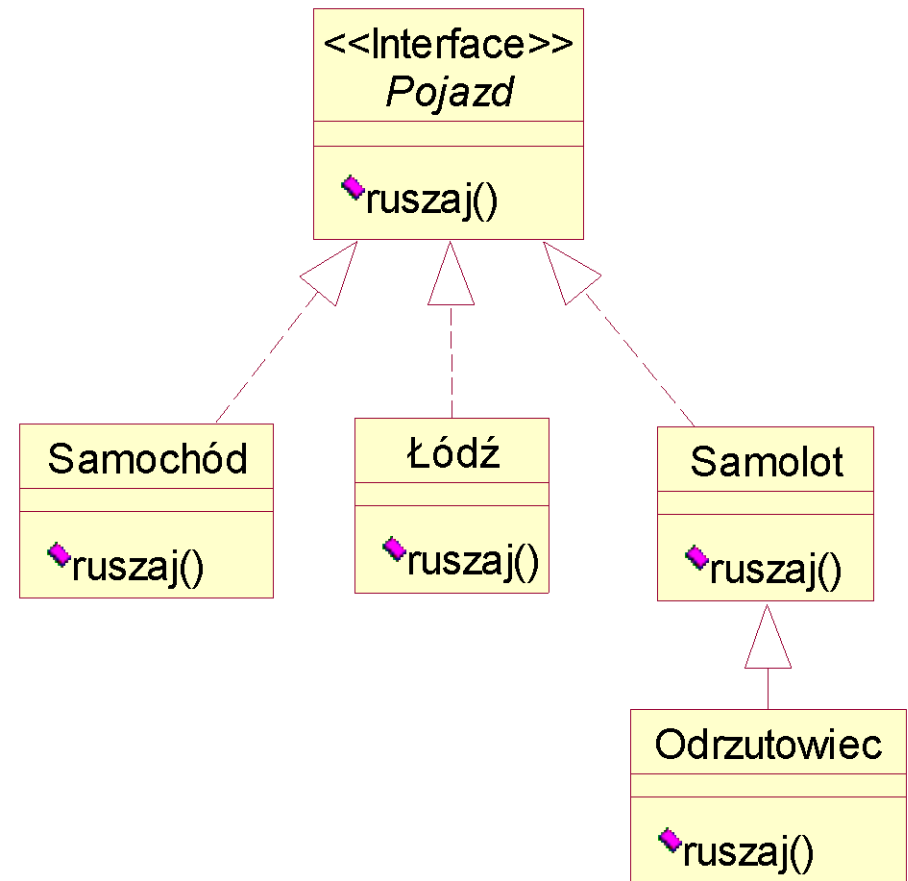 <<Interface>>
Pojazd
ruszaj()
Samochód
ruszaj()
Łódź
ruszaj()
Samolot
ruszaj()
Odrzutowiec
ruszaj()